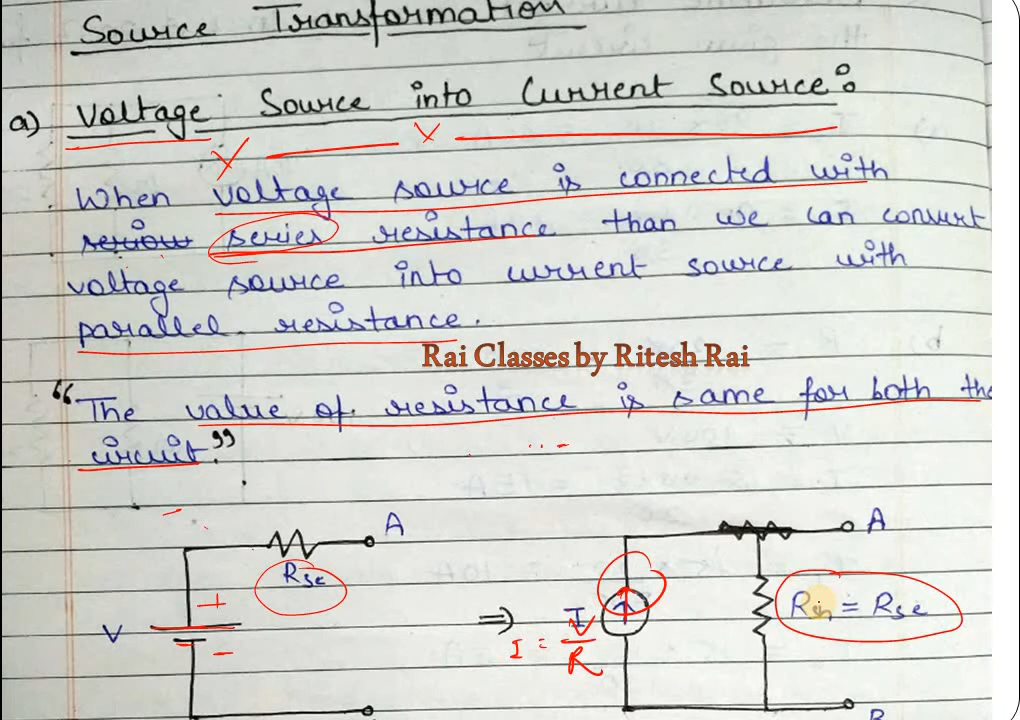 Source Transformation
a) Voltage Source into Current Source:
When voltage source is connected with
series resistance than we can convert
voltage source into current source with
parallel resistance.
Rai Classes by Ritesh Rai
"The value of resistance is same for both the
circuit."
A
A
Rse
+
V
-
⇒
I
I = V/R
= Rse
B